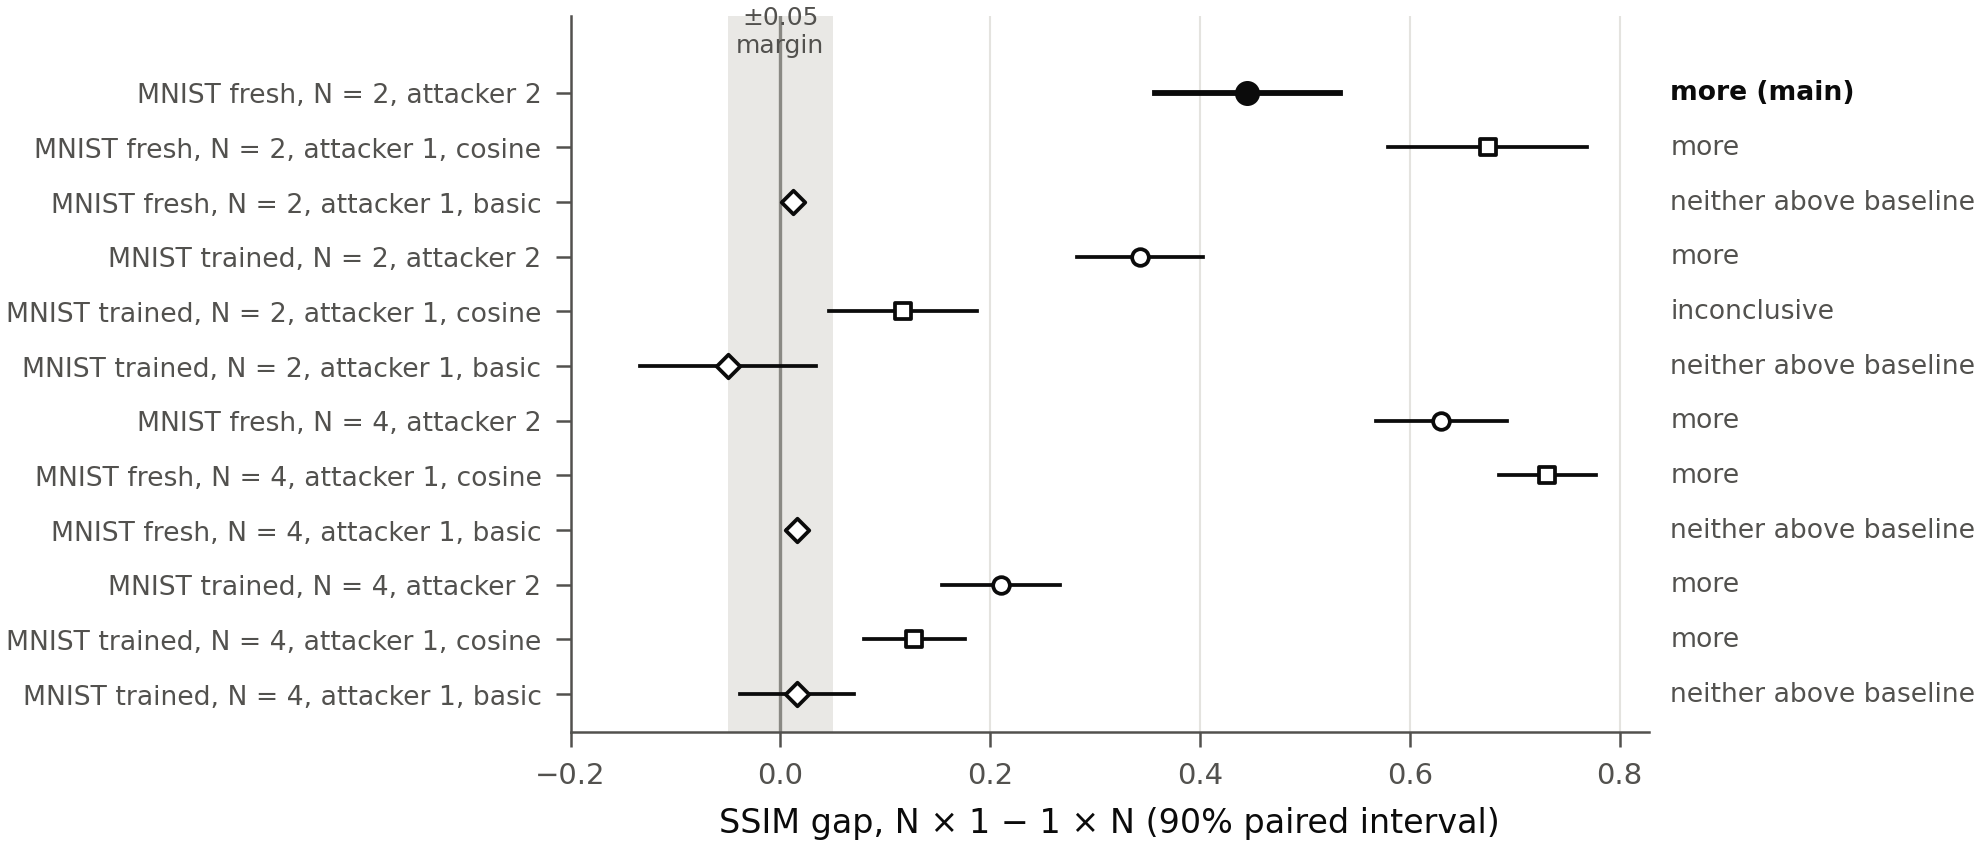 ±0.05
margin
MNIST fresh, N = 2, attacker 2 more (main)
MNIST fresh, N = 2, attacker 1, cosine more
MNIST fresh, N = 2, attacker 1, basic neither above baseline
MNIST trained, N = 2, attacker 2 more
MNIST trained, N = 2, attacker 1, cosine inconclusive
MNIST trained, N = 2, attacker 1, basic neither above baseline
MNIST fresh, N = 4, attacker 2 more
MNIST fresh, N = 4, attacker 1, cosine more
MNIST fresh, N = 4, attacker 1, basic neither above baseline
MNIST trained, N = 4, attacker 2 more
MNIST trained, N = 4, attacker 1, cosine more
MNIST trained, N = 4, attacker 1, basic neither above baseline
−0.2 0.0 0.2 0.4 0.6 0.8
SSIM gap, N × 1 − 1 × N (90% paired interval)